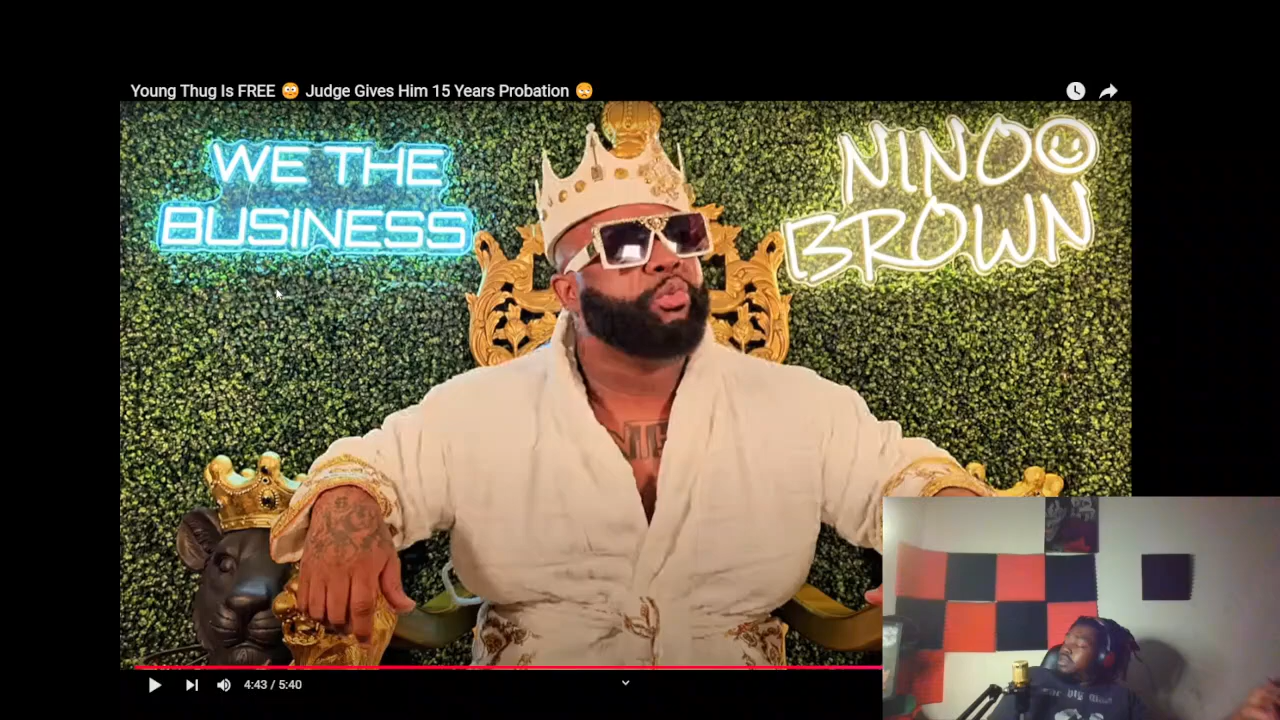 Young Thug Is FREE 😳 Judge Gives Him 15 Years Probation 😞
WE THE
BUSINESS
NINO
BROWN
4:43 / 5:40